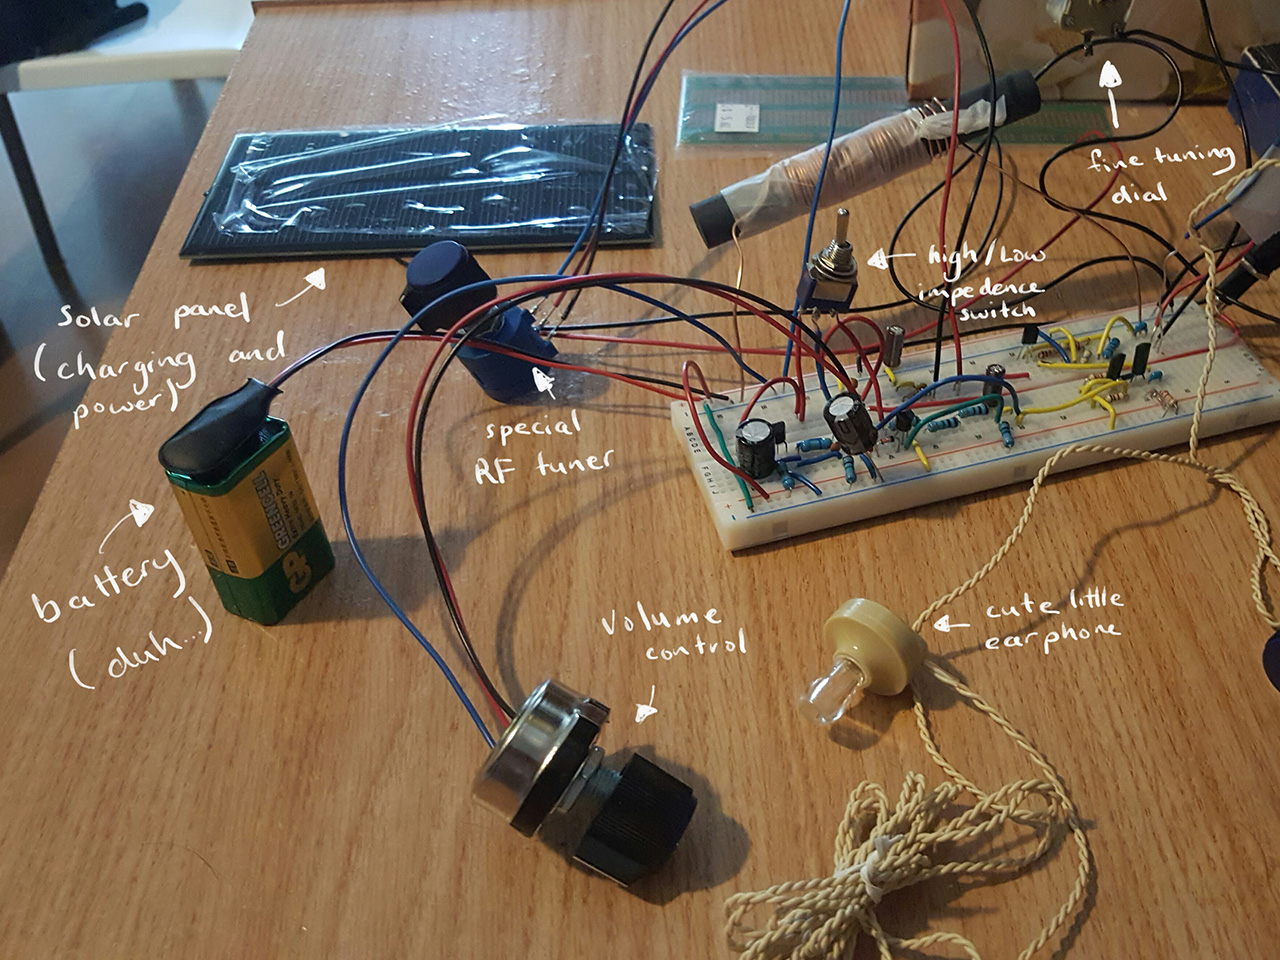 fine tuning
dial
high/Low
impedence
switch
solar panel
(charging and
power)
special
RF tuner
battery
(duh...)
GREENCELL
GP
volume
control
cute little
earphone